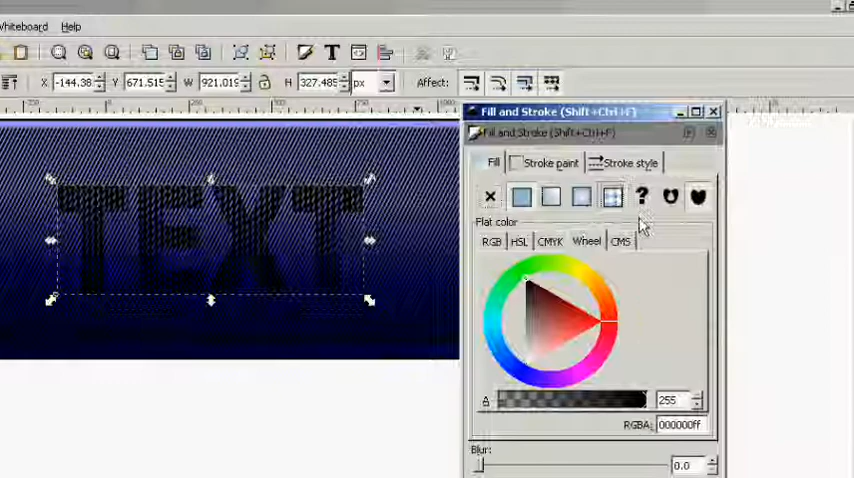 Whiteboard Help
X -144.38 Y 671.515 W 921.019 H 327.485 px Affect:
Fill and Stroke (Shift+Ctrl+F)
Fill and Stroke (Shift+Ctrl+F)
Fill Stroke paint Stroke style
Flat color
RGB HSL CMYK Wheel CMS
TEXT
A 255
RGBA: 000000ff
Blur:
0.0